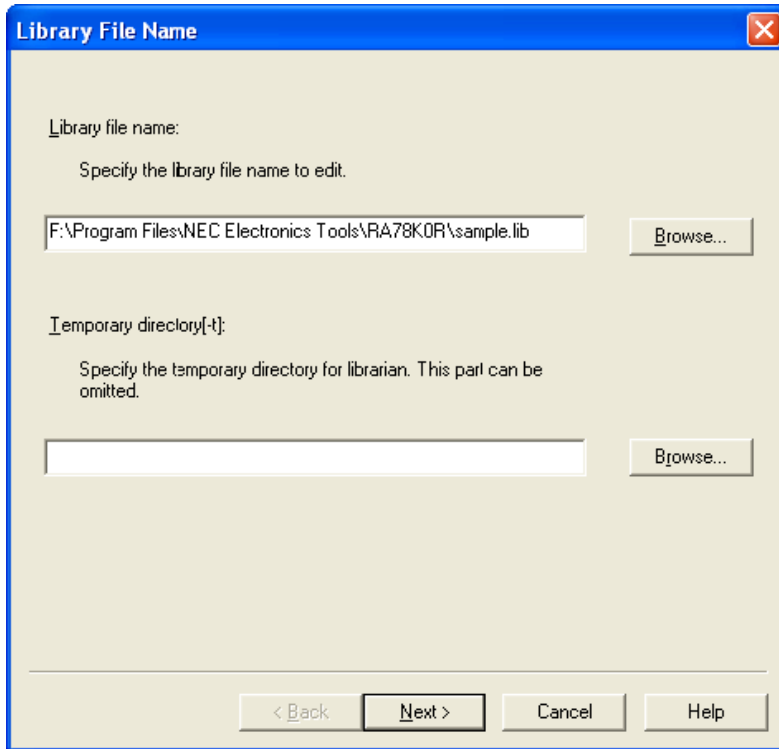 Library File Name
Library file name:
Specify the library file name to edit.
F:\Program Files\NEC Electronics Tools\RA78K0R\sample.lib
Browse...
Temporary directory[-t]:
Specify the temporary directory for librarian. This part can be
omitted.
Browse...
< Back
Next >
Cancel
Help